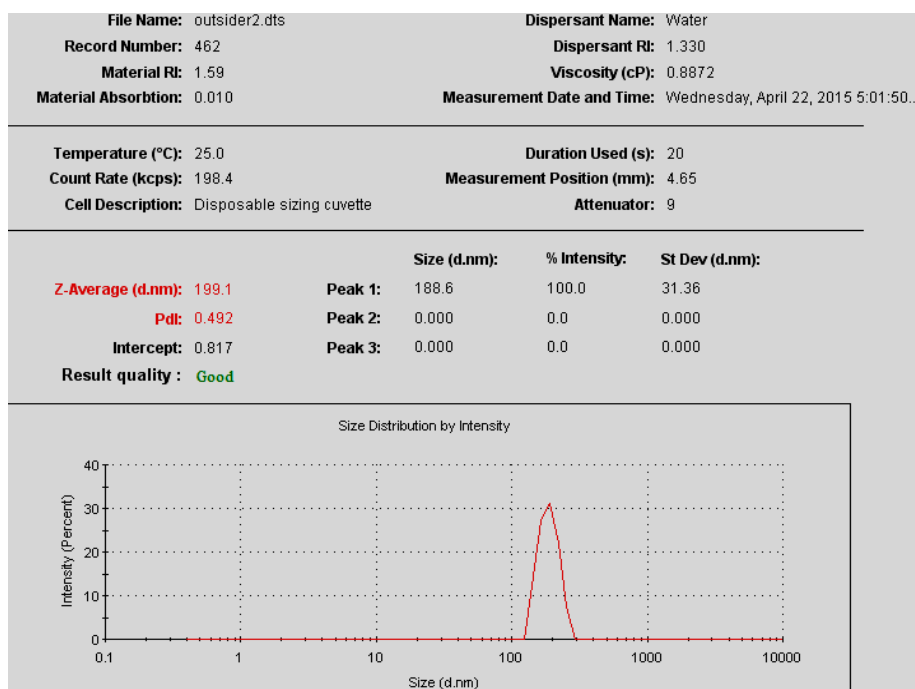 File Name: outsider2.dts Dispersant Name: Water
Record Number: 462 Dispersant RI: 1.330
Material RI: 1.59 Viscosity (cP): 0.8872
Material Absorbtion: 0.010 Measurement Date and Time: Wednesday, April 22, 2015 5:01:50...
Temperature (°C): 25.0 Duration Used (s): 20
Count Rate (kcps): 198.4 Measurement Position (mm): 4.65
Cell Description: Disposable sizing cuvette Attenuator: 9
Size (d.nm): % Intensity: St Dev (d.nm):
Z-Average (d.nm): 199.1 Peak 1: 188.6 100.0 31.36
PdI: 0.492 Peak 2: 0.000 0.0 0.000
Intercept: 0.817 Peak 3: 0.000 0.0 0.000
Result quality : Good
Size Distribution by Intensity
Intensity (Percent)
40
30
20
10
0
0.1 1 10 100 1000 10000
Size (d.nm)